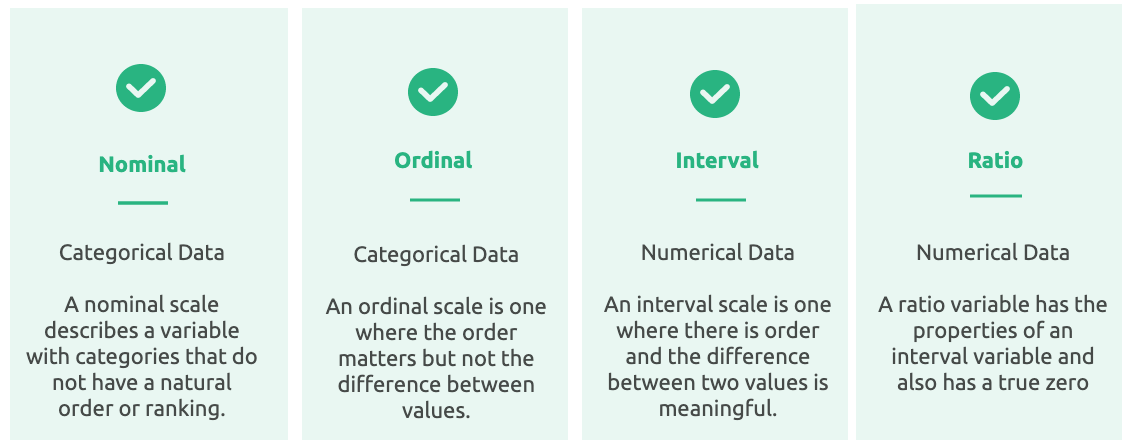 Nominal
Categorical Data
A nominal scale
describes a variable
with categories that do
not have a natural
order or ranking.
Ordinal
Categorical Data
An ordinal scale is one
where the order
matters but not the
difference between
values.
Interval
Numerical Data
An interval scale is one
where there is order
and the difference
between two values is
meaningful.
Ratio
Numerical Data
A ratio variable has the
properties of an
interval variable and
also has a true zero